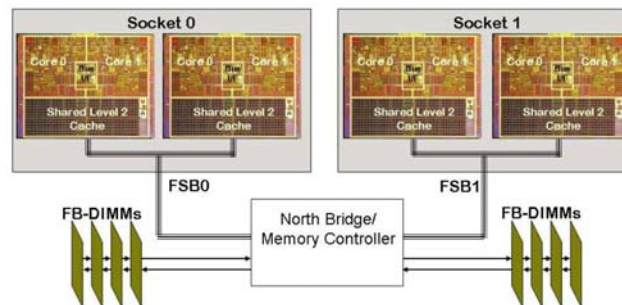 Socket 0
Socket 1
Core 0
Core 1
Core 0
Core 1
Core 0
Core 1
Core 0
Core 1
Shared Level 2
Cache
Shared Level 2
Cache
Shared Level 2
Cache
Shared Level 2
Cache
FSB0
FSB1
FB-DIMMs
North Bridge/
Memory Controller
FB-DIMMs